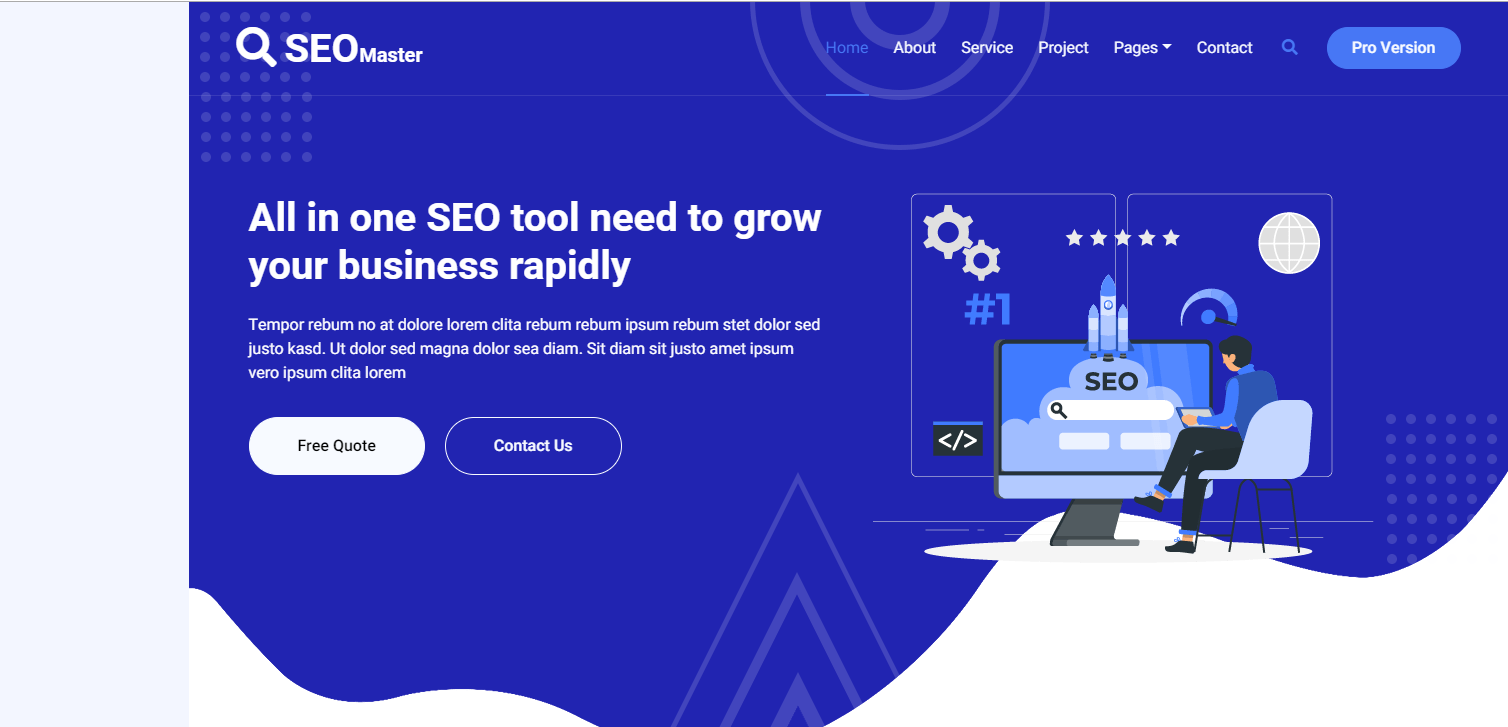 SEOMaster
Home About Service Project Pages Contact Pro Version
All in one SEO tool need to grow
your business rapidly
Tempor rebum no at dolore lorem clita rebum rebum ipsum rebum stet dolor sed
justo kasd. Ut dolor sed magna dolor sea diam. Sit diam sit justo amet ipsum
vero ipsum clita lorem
Free Quote Contact Us
#1
SEO
</>